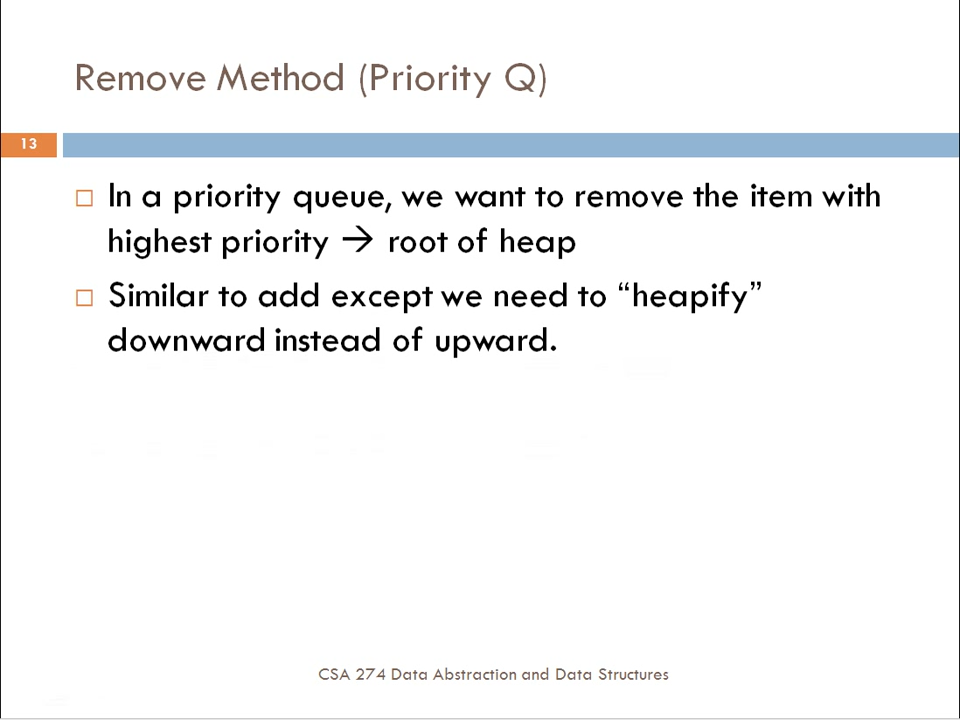 Remove Method (Priority Q)
13
In a priority queue, we want to remove the item with
highest priority → root of heap
Similar to add except we need to “heapify”
downward instead of upward.
CSA 274 Data Abstraction and Data Structures